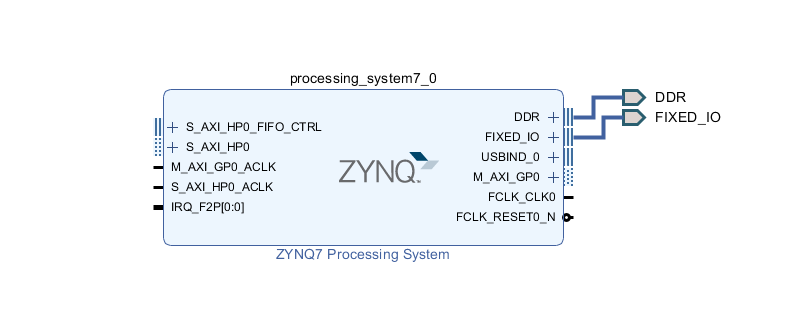 processing_system7_0
S_AXI_HP0_FIFO_CTRL
S_AXI_HP0
M_AXI_GP0_ACLK
S_AXI_HP0_ACLK
IRQ_F2P[0:0]
ZYNQ
DDR
FIXED_IO
USBIND_0
M_AXI_GP0
FCLK_CLK0
FCLK_RESET0_N
DDR
FIXED_IO
ZYNQ7 Processing System